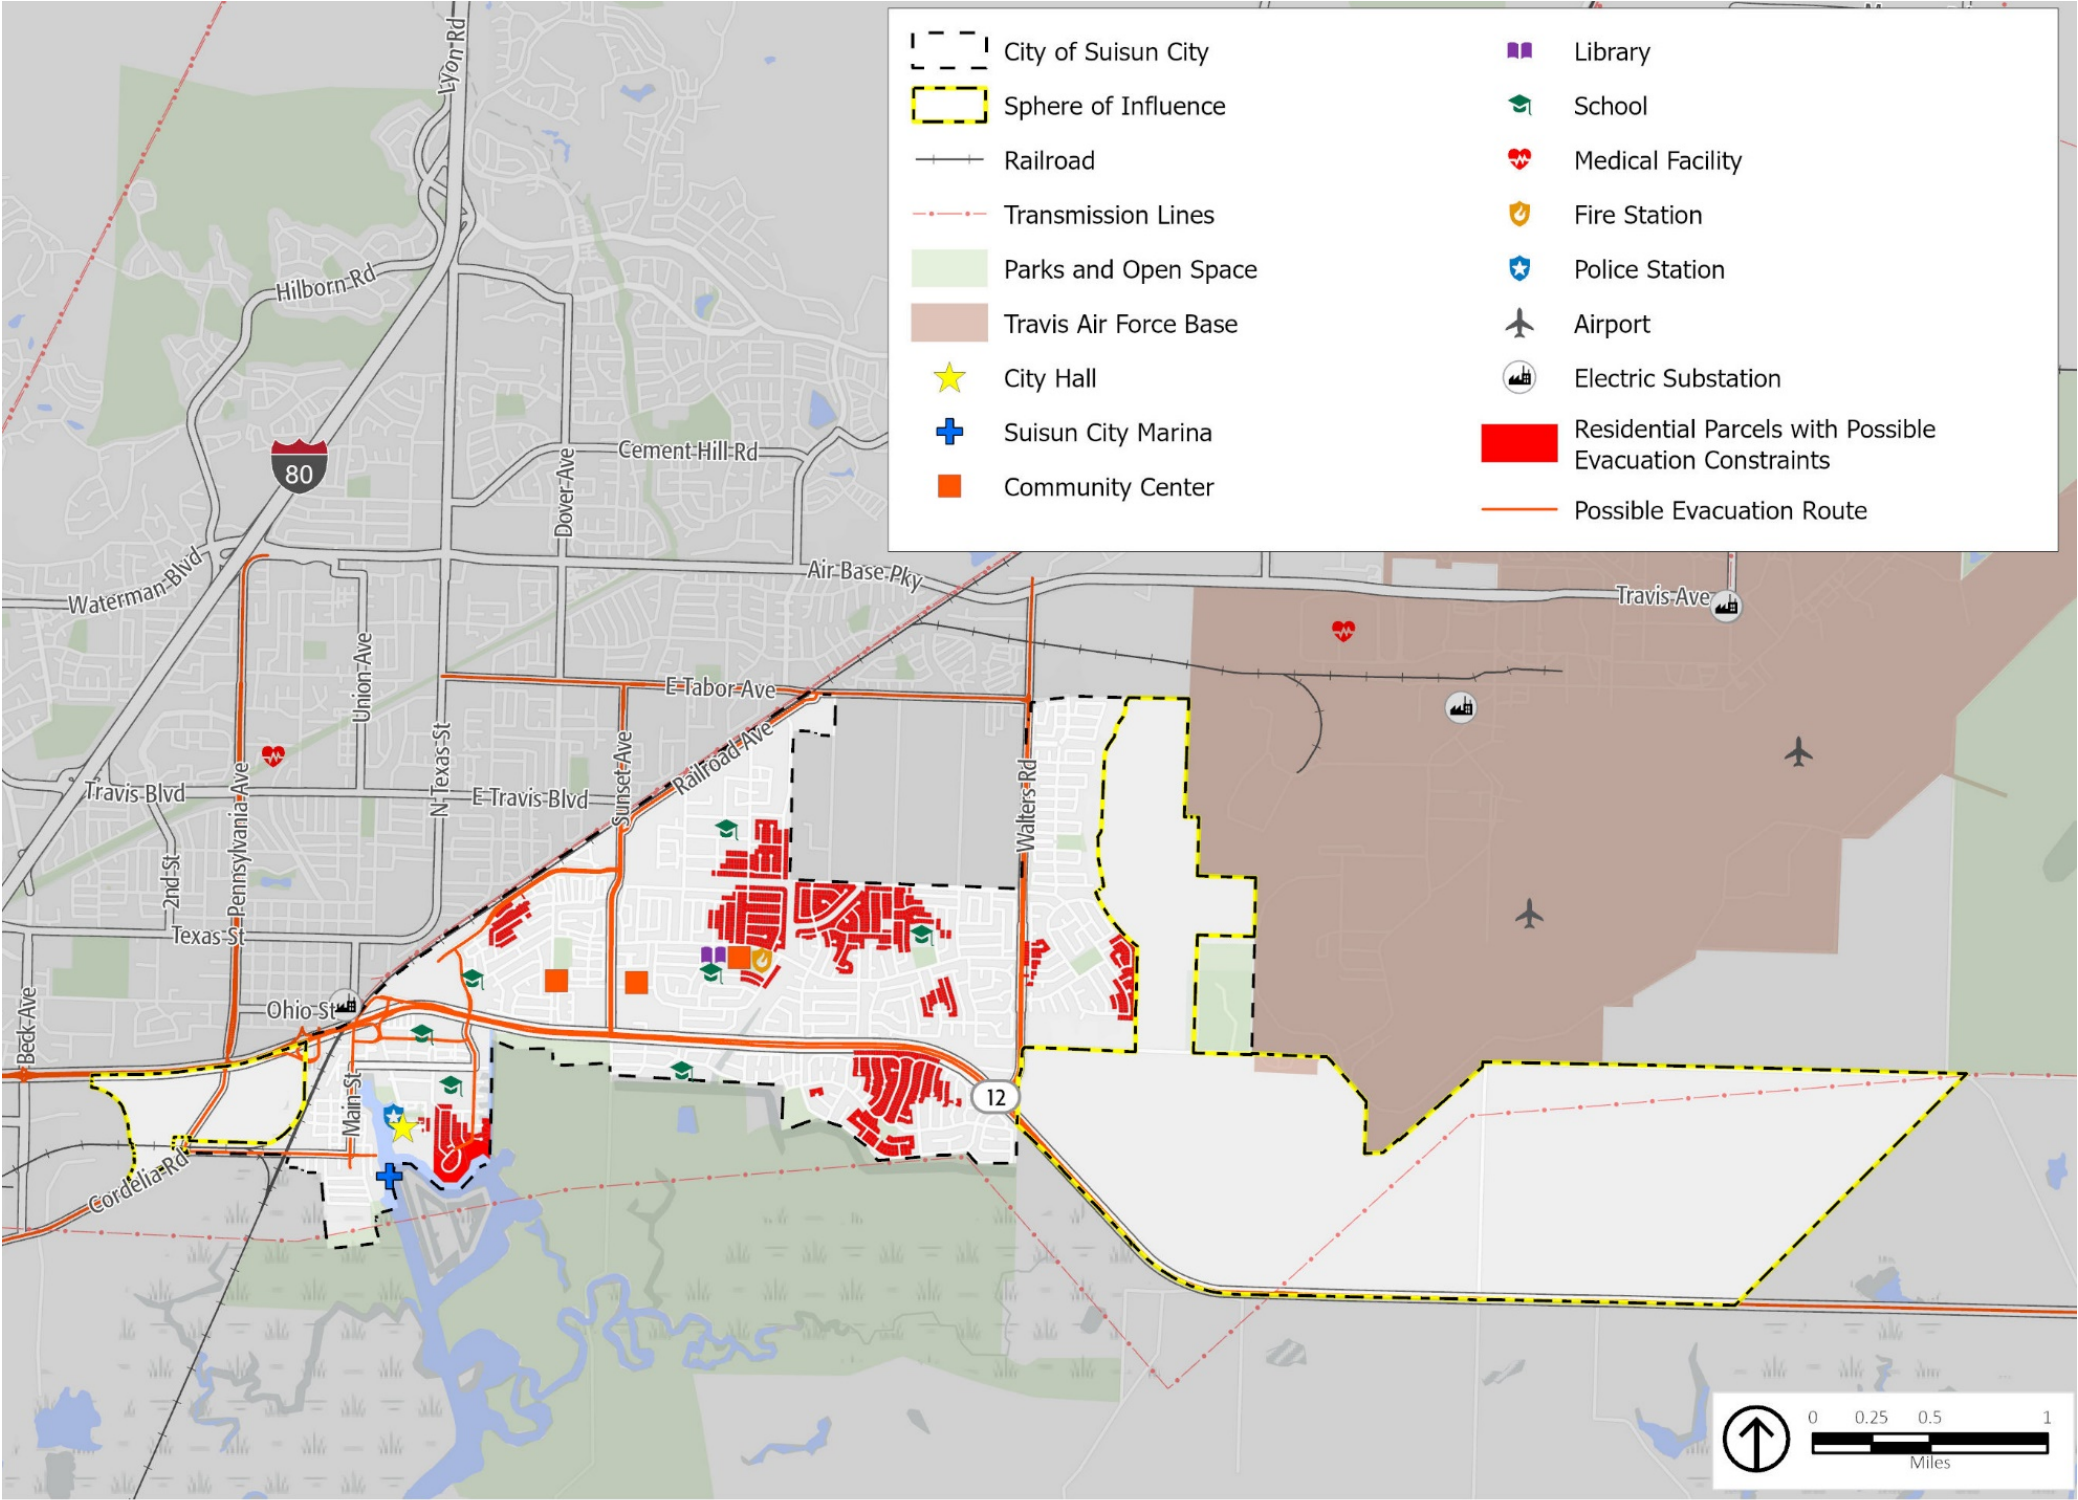 City of Suisun City
Sphere of Influence
Railroad
Transmission Lines
Parks and Open Space
Travis Air Force Base
City Hall
Suisun City Marina
Community Center
Library
School
Medical Facility
Fire Station
Police Station
Airport
Electric Substation
Residential Parcels with Possible
Evacuation Constraints
Possible Evacuation Route
Lyon Rd
Hilborn Rd
80
Cement Hill Rd
Dover Ave
Waterman Blvd
Air Base Pky
Travis Ave
Union Ave
E Tabor Ave
N Texas St
Sunset Ave
Railroad Ave
Walters Rd
Travis Blvd
E Travis Blvd
Pennsylvania Ave
2nd St
Texas St
Beck Ave
Ohio St
Main St
12
Cordelia Rd
0 0.25 0.5 1
Miles